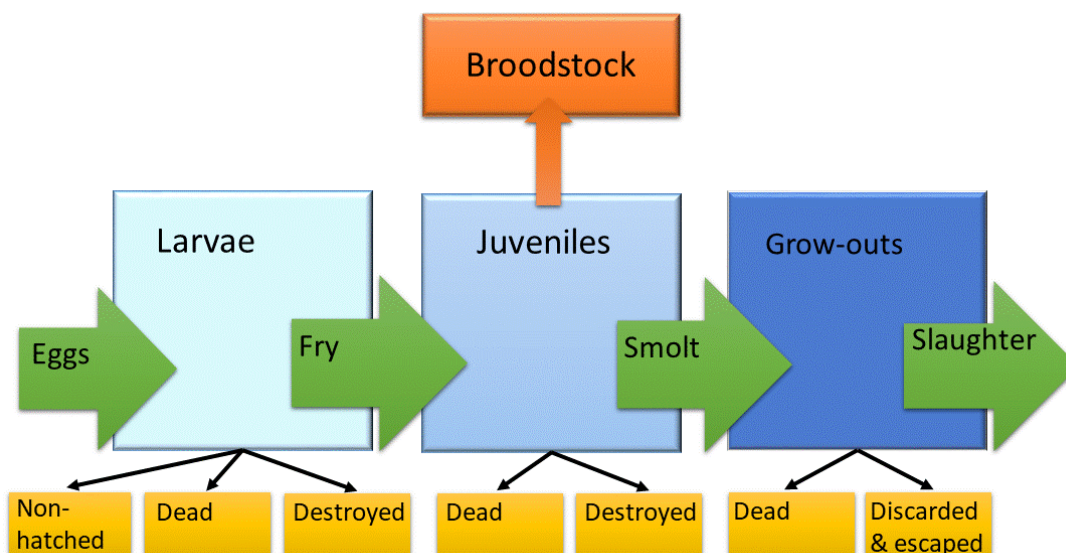 Broodstock
Larvae
Juveniles
Grow-outs
Eggs
Fry
Smolt
Slaughter
Non-
hatched
Dead
Destroyed
Dead
Destroyed
Dead
Discarded
& escaped